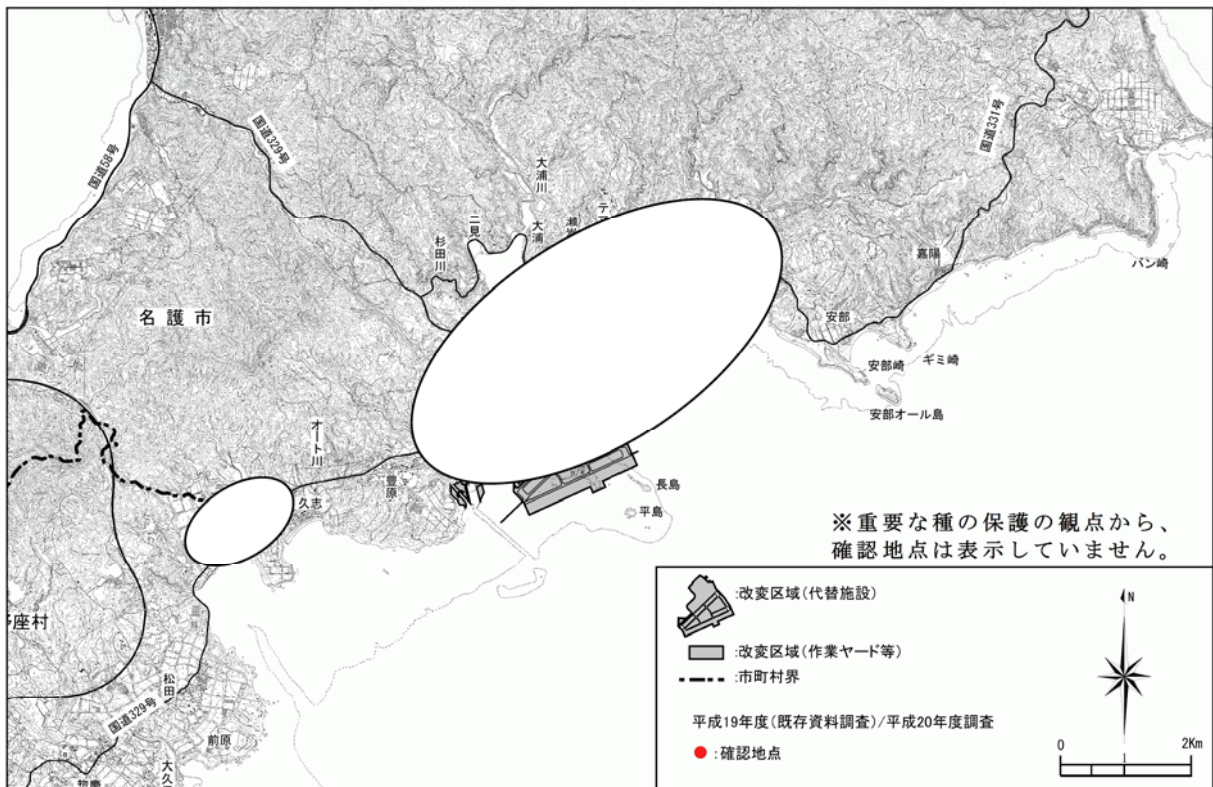 国道58号
国道329号
国道331号
大浦川
二見
大浦
杉田川
嘉陽
バン崎
名護市
安部
安部崎
ギミ崎
安部オール島
オート川
豊原
久志
長島
平島
※重要な種の保護の観点から、
確認地点は表示していません。
:改変区域(代替施設)
:改変区域(作業ヤード等)
:市町村界
平成19年度(既存資料調査)/平成20年度調査
:確認地点
N
0
1
2Km
座村
松田
国道329号
前原